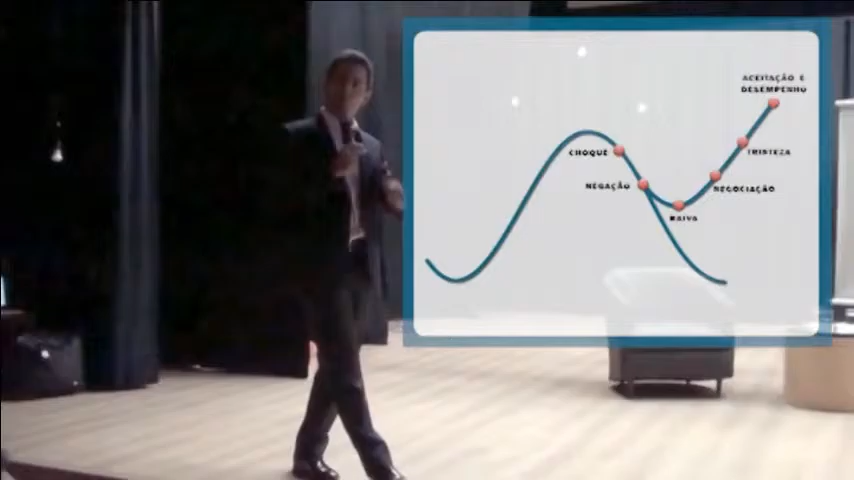 ACEITAÇÃO E
DESEMPENHO
CHOQUE
TRISTEZA
NEGAÇÃO
NEGOCIAÇÃO
RAIVA